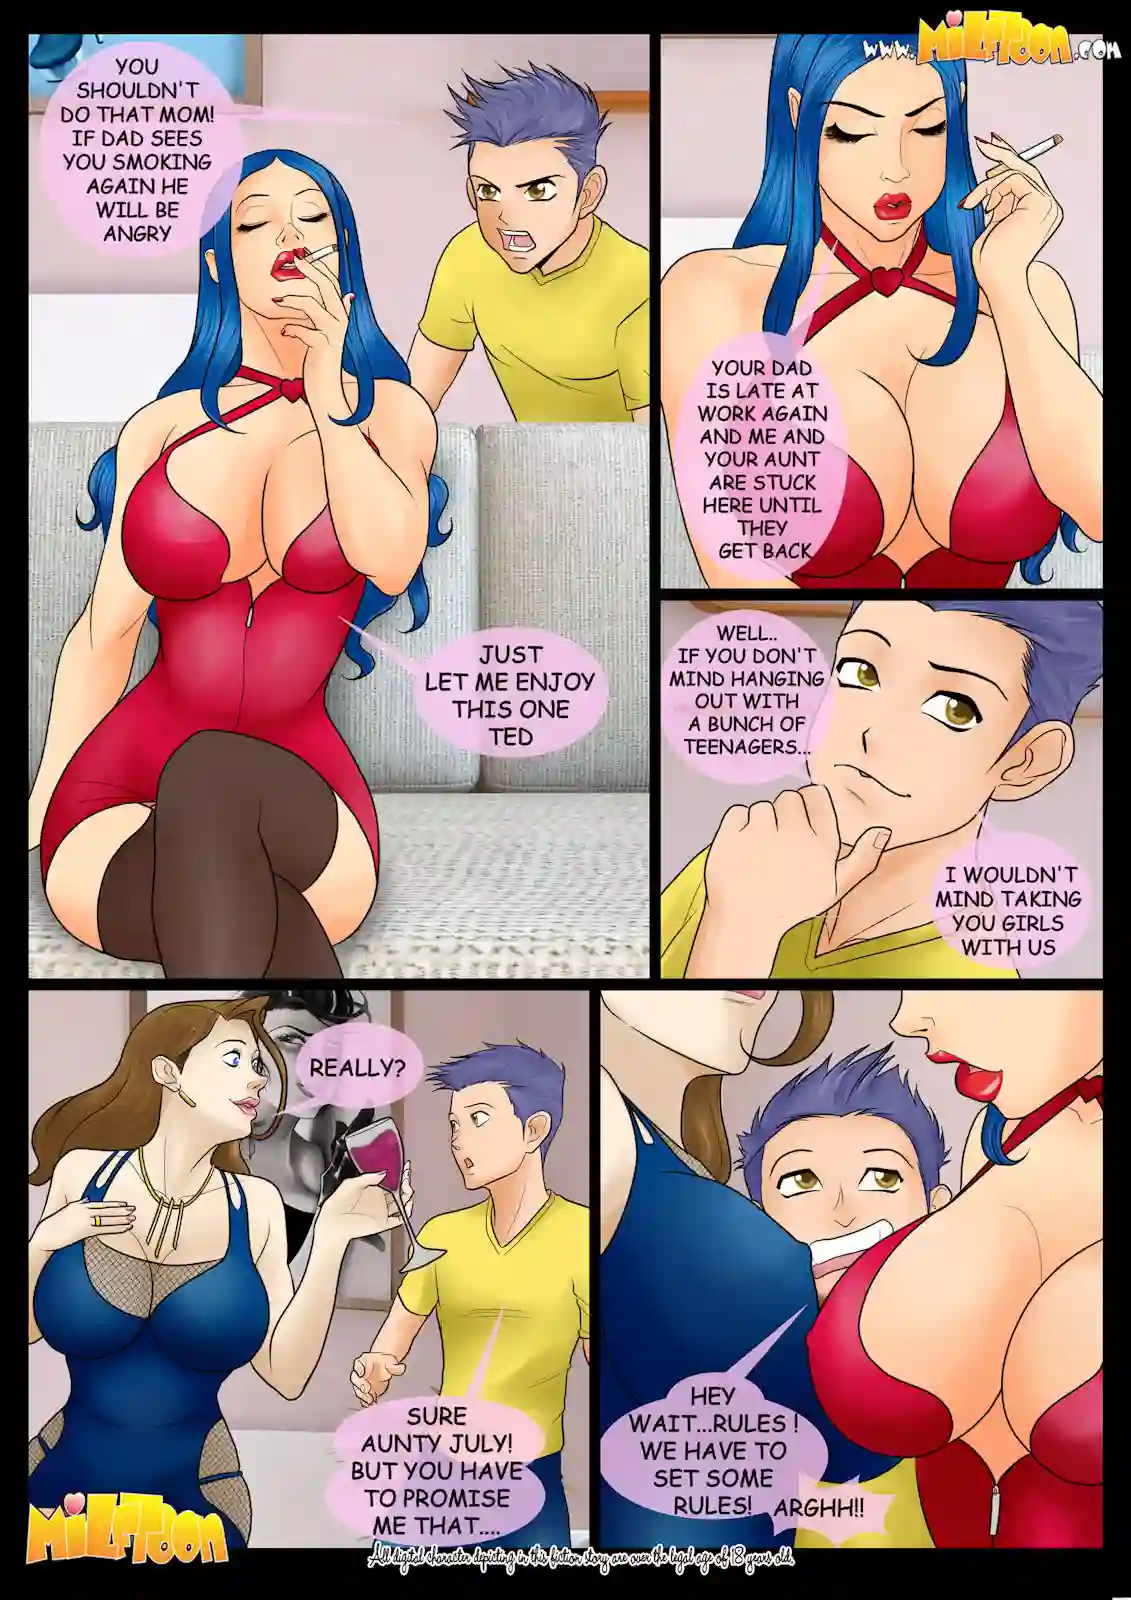 www.MILFToon.com
YOU
SHOULDN'T
DO THAT MOM!
IF DAD SEES
YOU SMOKING
AGAIN HE
WILL BE
ANGRY
JUST
LET ME ENJOY
THIS ONE
TED
YOUR DAD
IS LATE AT
WORK AGAIN
AND ME AND
YOUR AUNT
ARE STUCK
HERE UNTIL
THEY
GET BACK
WELL..
IF YOU DON'T
MIND HANGING
OUT WITH
A BUNCH OF
TEENAGERS...
I WOULDN'T
MIND TAKING
YOU GIRLS
WITH US
REALLY?
SURE
AUNTY JULY!
BUT YOU HAVE
TO PROMISE
ME THAT....
HEY
WAIT...RULES !
WE HAVE TO
SET SOME
RULES!
ARGHH!!
MILFToon
All digital character depicting in this fiction story are over the legal age of 18 years old.